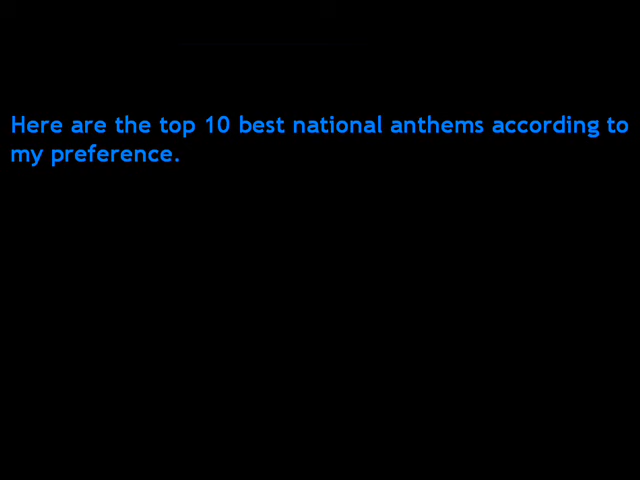 Here are the top 10 best national anthems according to
my preference.